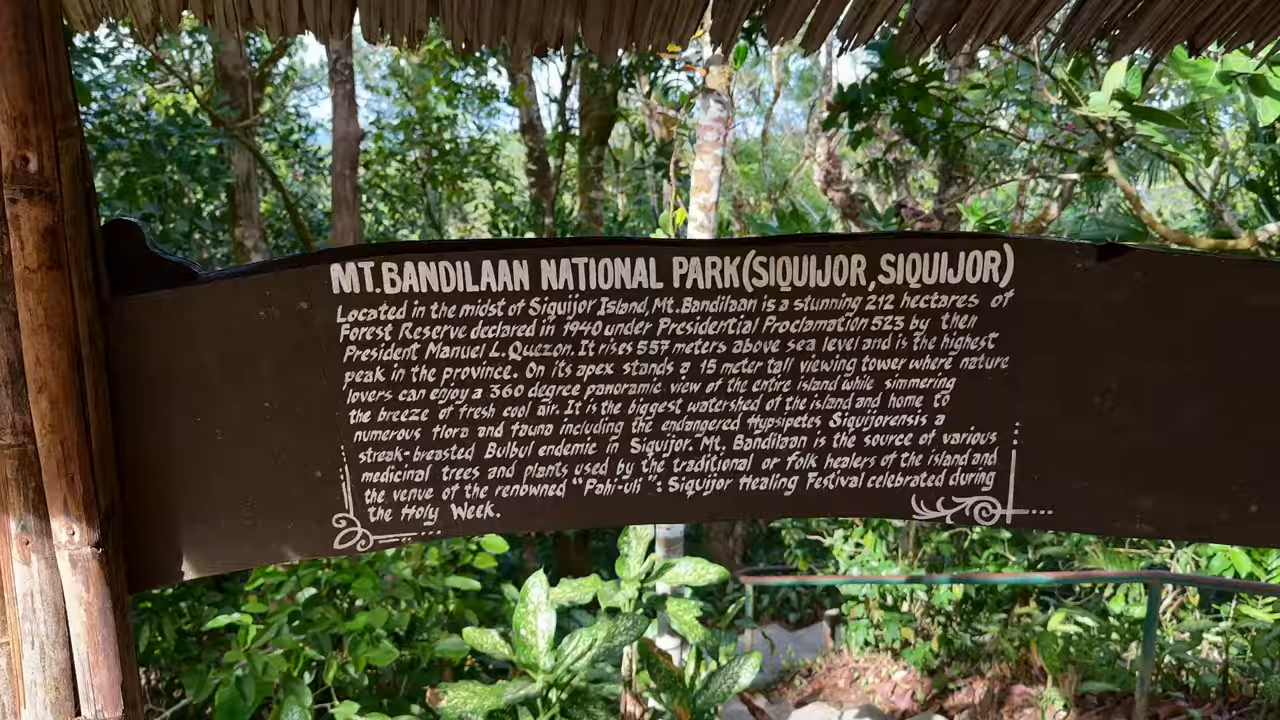 MT.BANDILAAN NATIONAL PARK(SIQUIJOR,SIQUIJOR)
Located in the midst of Siquijor Island, Mt.Bandilaan is a stunning 212 hectares of
Forest Reserve declared in 1940 under Presidential Proclamation 523 by then
President Manuel L.Quezon. It rises 557 meters above sea level and is the highest
peak in the province. On its apex stands a 15 meter tall viewing tower where nature
lovers can enjoy a 360 degree panoramic view of the entire island while simmering
the breeze of fresh cool air. It is the biggest watershed of the island and home to
numerous flora and fauna including the endangered Hypsipetes Siquijorensis a
streak-breasted Bulbul endemic in Siquijor. Mt. Bandilaan is the source of various
medicinal trees and plants used by the traditional or folk healers of the island and
the venue of the renowned "Pahi-uli": Siquijor Healing Festival celebrated during
the Holy Week.